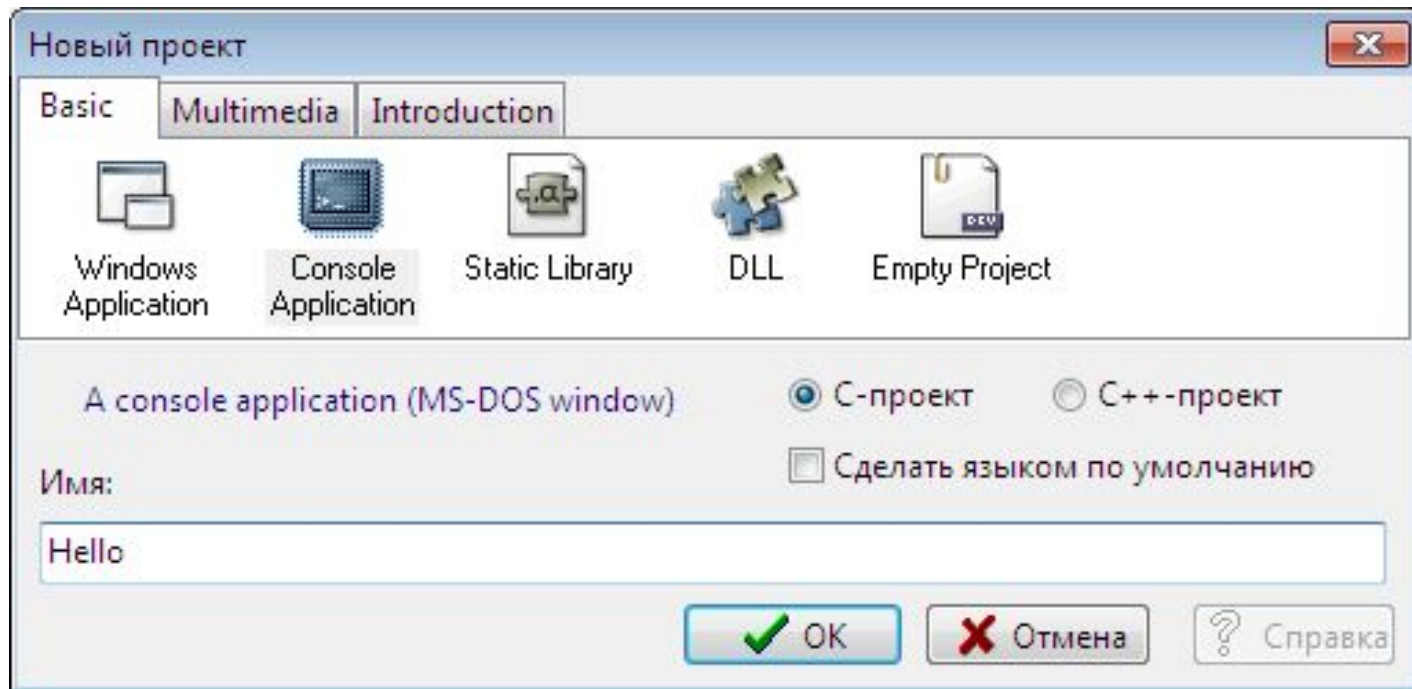 Новый проект
Basic Multimedia Introduction
.a
DEV
Windows Application
Console Application
Static Library
DLL
Empty Project
A console application (MS-DOS window)
С-проект
С++-проект
Сделать языком по умолчанию
Имя:
Hello
OK
Отмена
? Справка